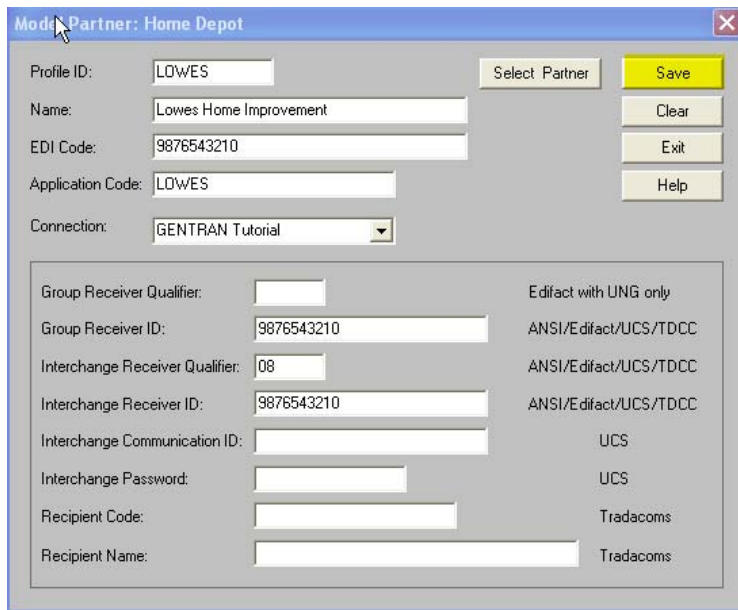 Model Partner: Home Depot
Profile ID: LOWES Select Partner Save
Name: Lowes Home Improvement Clear
EDI Code: 9876543210 Exit
Application Code: LOWES Help
Connection: GENTRAN Tutorial
Group Receiver Qualifier: Edifact with UNG only
Group Receiver ID: 9876543210 ANSI/Edifact/UCS/TDCC
Interchange Receiver Qualifier: 08 ANSI/Edifact/UCS/TDCC
Interchange Receiver ID: 9876543210 ANSI/Edifact/UCS/TDCC
Interchange Communication ID: UCS
Interchange Password: UCS
Recipient Code: Tradacoms
Recipient Name: Tradacoms